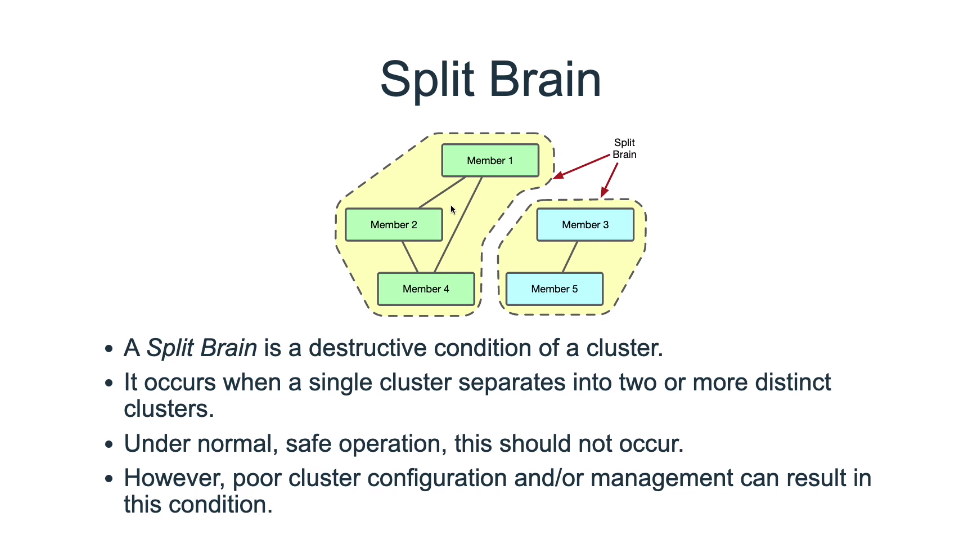 Split Brain
Split
Brain
Member 1
Member 2
Member 3
Member 4
Member 5
• A Split Brain is a destructive condition of a cluster.
• It occurs when a single cluster separates into two or more distinct
clusters.
• Under normal, safe operation, this should not occur.
• However, poor cluster configuration and/or management can result in
this condition.